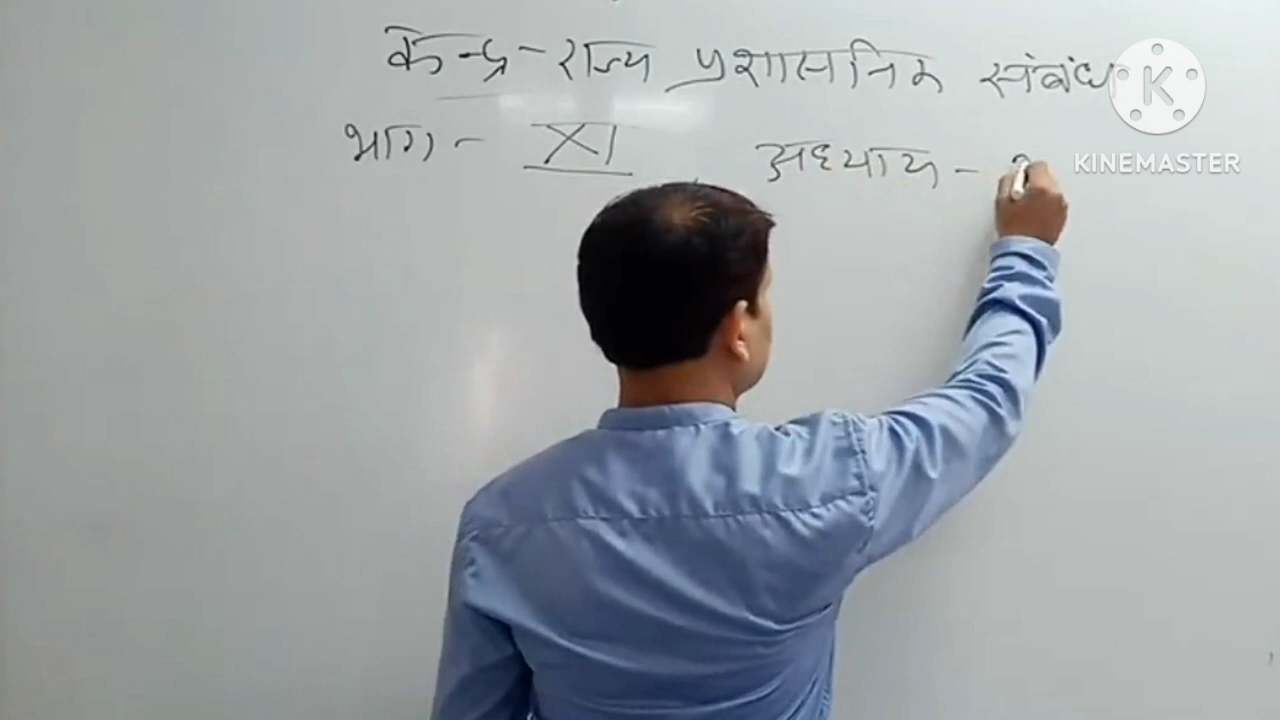 केन्द्र-राज्य प्रशासनिक संबंध
भाग - XI अध्याय -
K
KINEMASTER